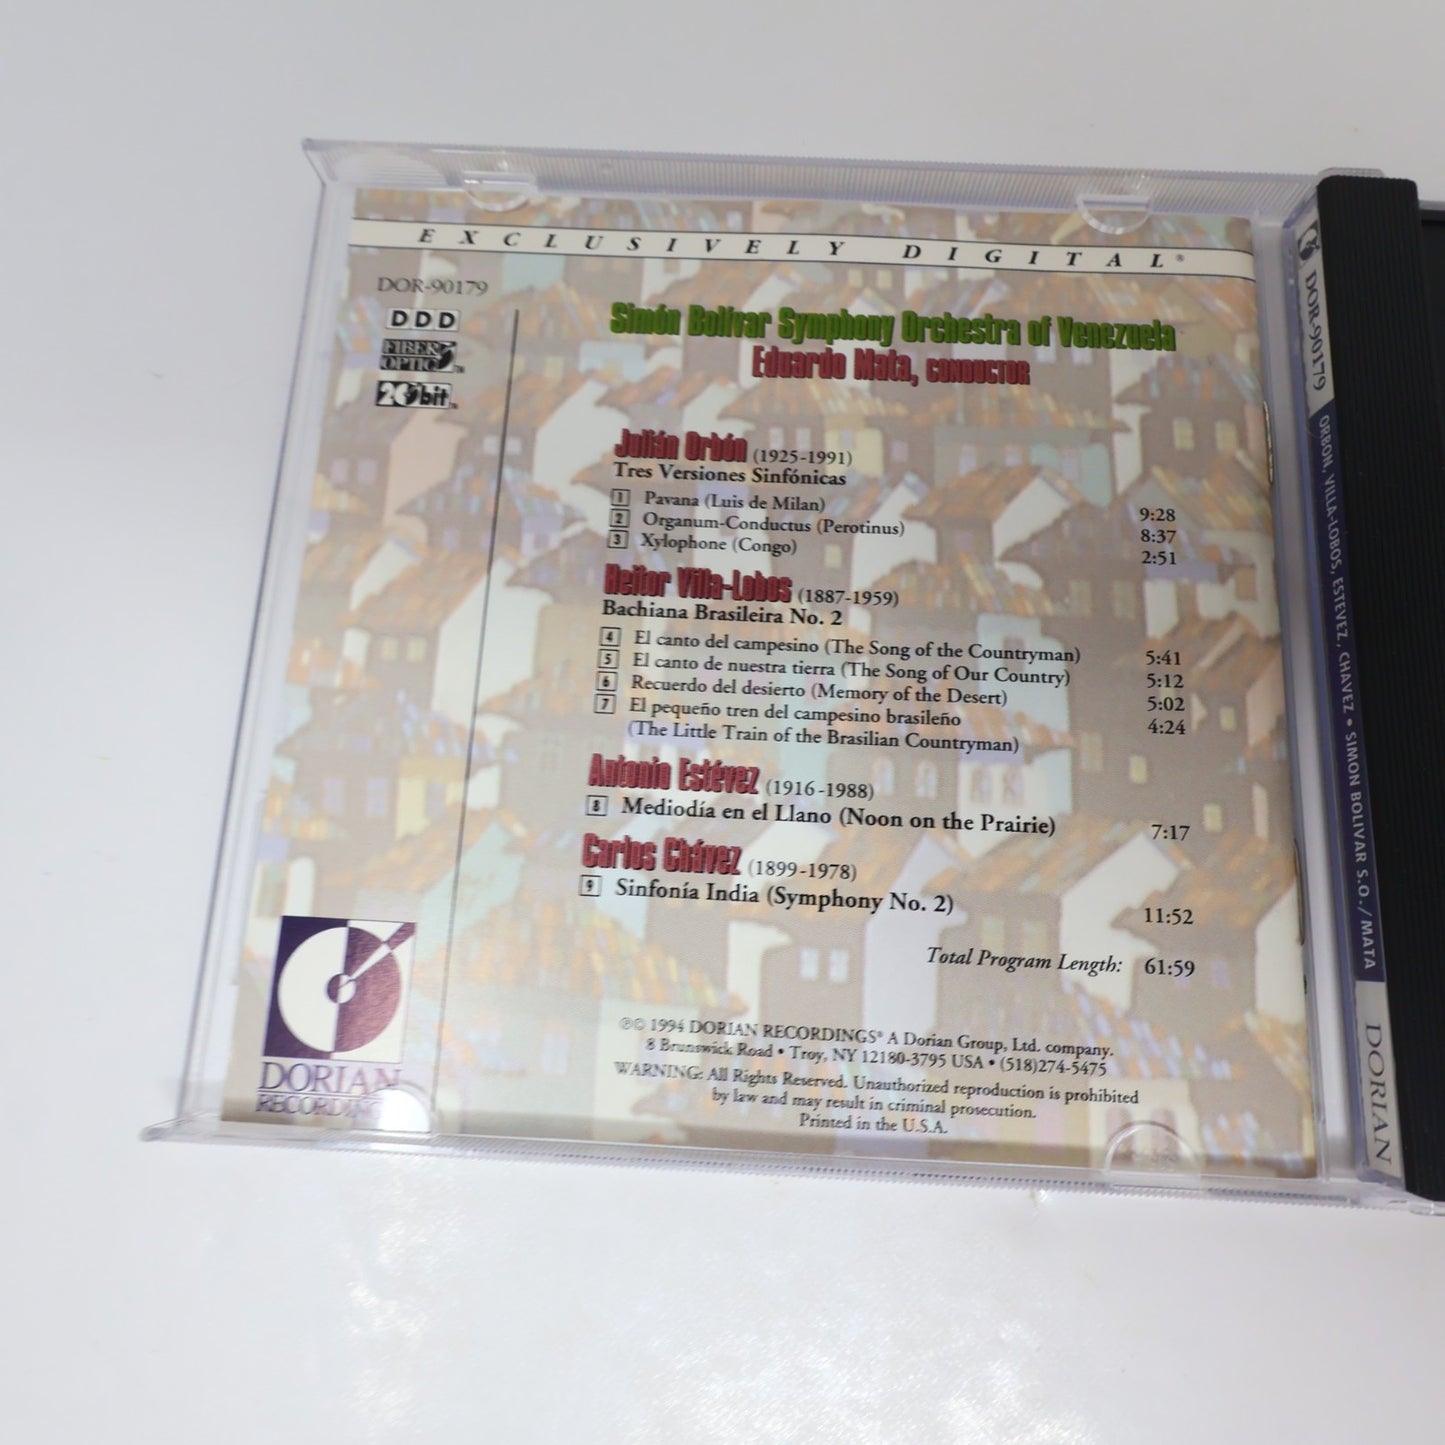 EXCLUSIVELY DIGITAL®
DOR-90179
DDD
FIBER
OPTIC™
20bit™
Simón Bolívar Symphony Orchestra of Venezuela
Eduardo Mata, CONDUCTOR
Julián Orbón (1925-1991)
Tres Versiones Sinfónicas
1 Pavana (Luis de Milan) 9:28
2 Organum-Conductus (Perotinus) 8:37
3 Xylophone (Congo) 2:51
Heitor Villa-Lobos (1887-1959)
Bachiana Brasileira No. 2
4 El canto del campesino (The Song of the Countryman) 5:41
5 El canto de nuestra tierra (The Song of Our Country) 5:12
6 Recuerdo del desierto (Memory of the Desert) 5:02
7 El pequeño tren del campesino brasileño 4:24
(The Little Train of the Brasilian Countryman)
Antonio Estévez (1916-1988)
8 Mediodía en el Llano (Noon on the Prairie) 7:17
Carlos Chávez (1899-1978)
9 Sinfonía India (Symphony No. 2) 11:52
Total Program Length: 61:59
℗© 1994 DORIAN RECORDINGS® A Dorian Group, Ltd. company.
8 Brunswick Road • Troy, NY 12180-3795 USA • (518)274-5475
WARNING: All Rights Reserved. Unauthorized reproduction is prohibited
by law and may result in criminal prosecution.
Printed in the U.S.A.
DORIAN
RECORDINGS
DOR-90179 ORBON, VILLA-LOBOS, ESTEVEZ, CHAVEZ • SIMON BOLIVAR S.O./MATA DORIAN